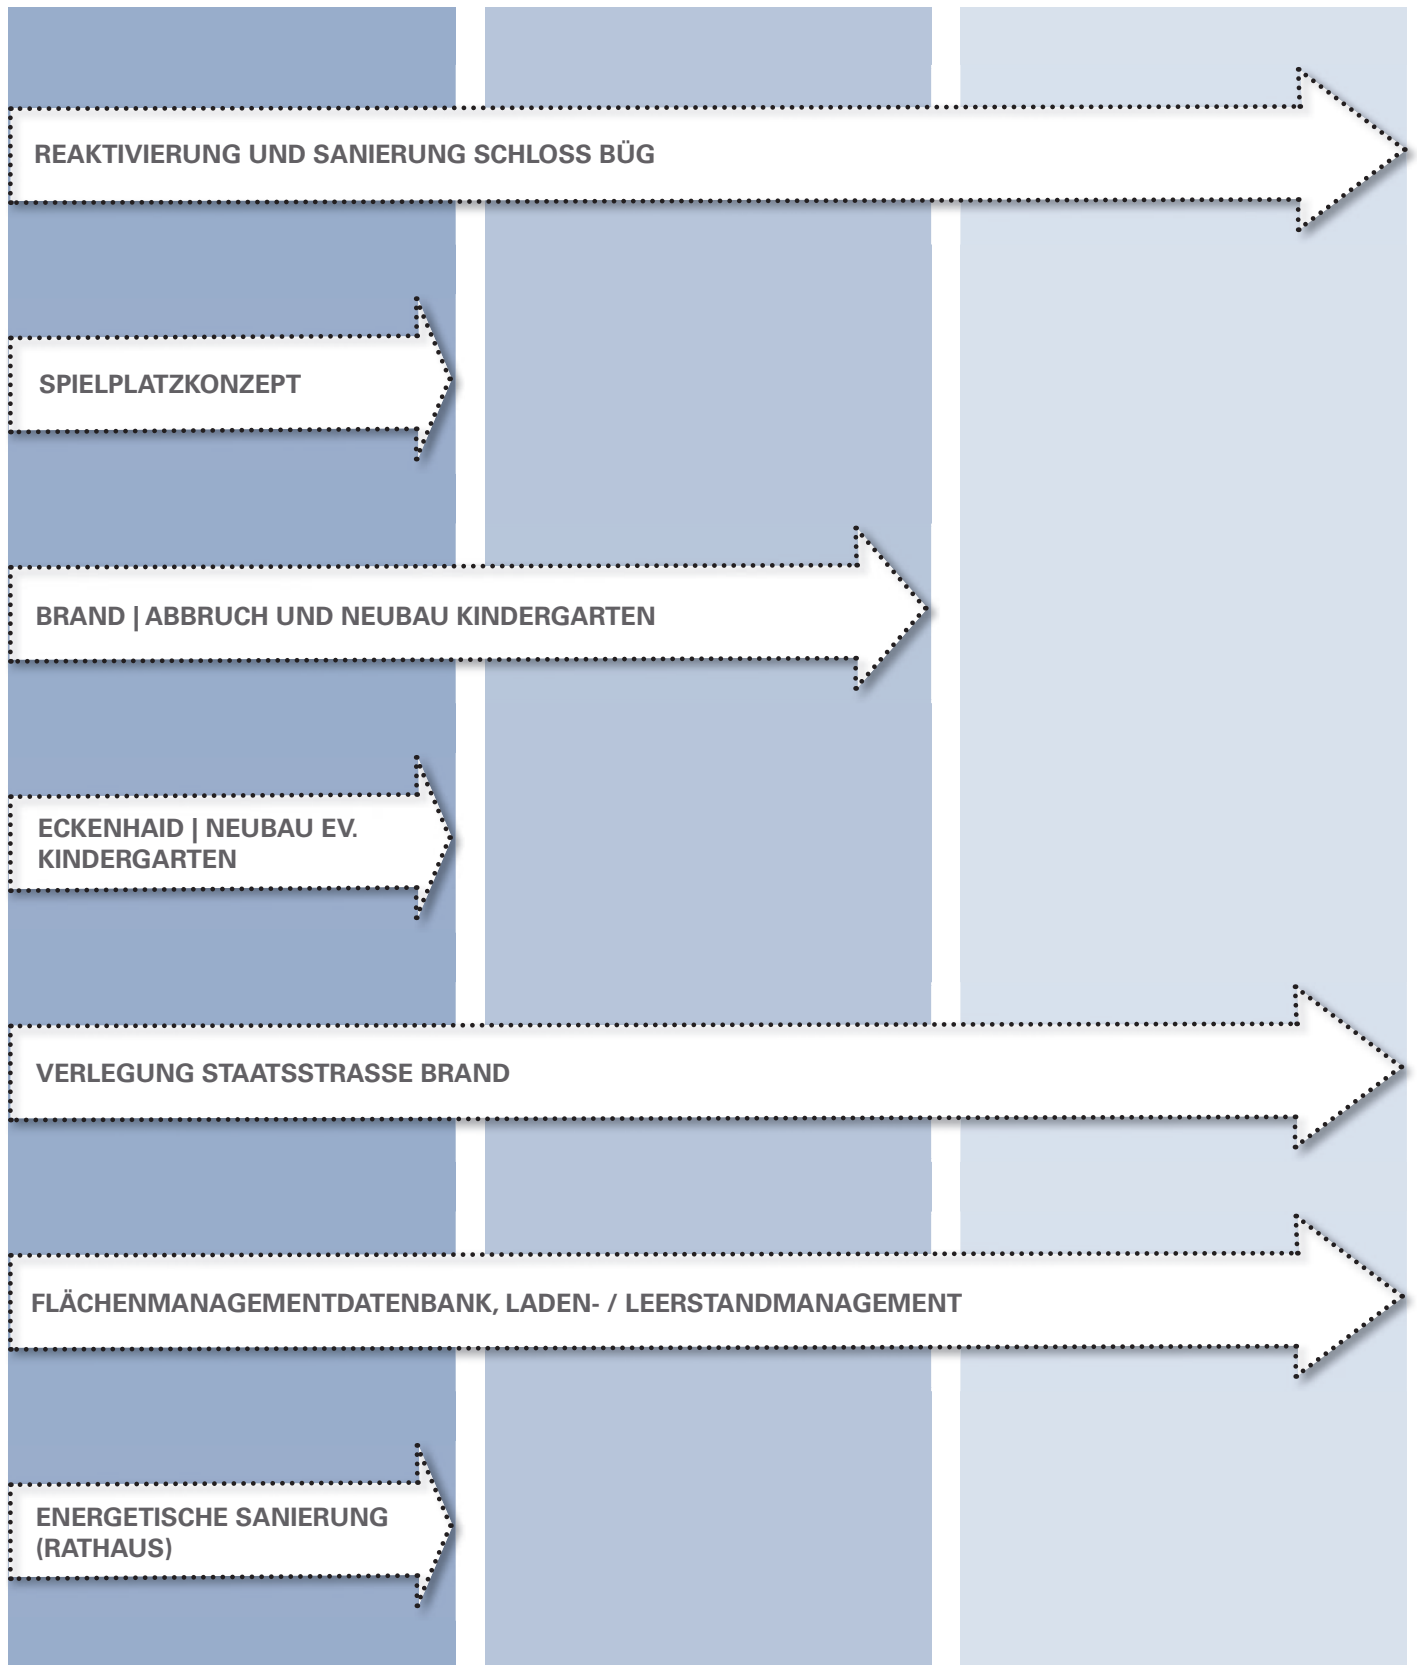 REAKTIVIERUNG UND SANIERUNG SCHLOSS BÜG
SPIELPLATZKONZEPT
BRAND | ABBRUCH UND NEUBAU KINDERGARTEN
ECKENHAID | NEUBAU EV.
KINDERGARTEN
VERLEGUNG STAATSSTRASSE BRAND
FLÄCHENMANAGEMENTDATENBANK, LADEN- / LEERSTANDMANAGEMENT
ENERGETISCHE SANIERUNG
(RATHAUS)